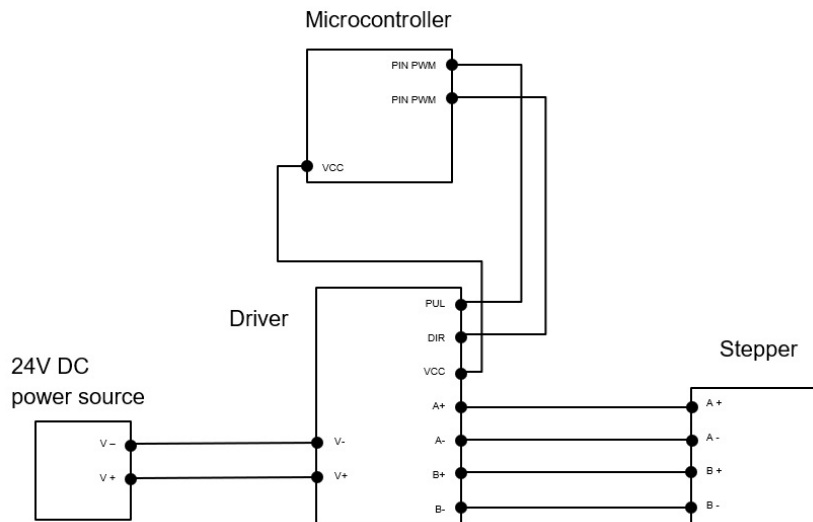 Microcontroller
PIN PWM
PIN PWM
VCC
Driver
PUL
DIR
VCC
A+
A-
B+
B-
V-
V+
24V DC
power source
V –
V +
Stepper
A +
A -
B +
B -